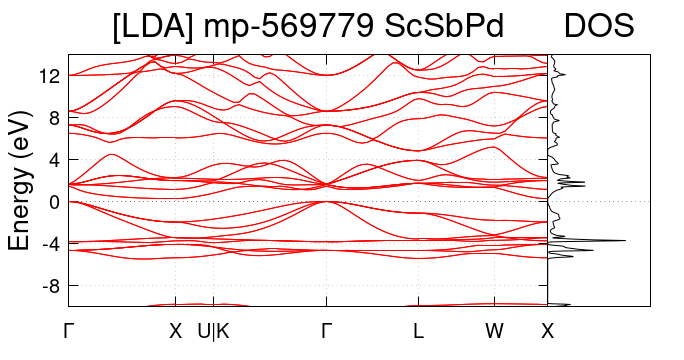 [LDA] mp-569779 ScSbPd DOS
Energy (eV)
12
8
4
0
-4
-8
Γ X U|K Γ L W X